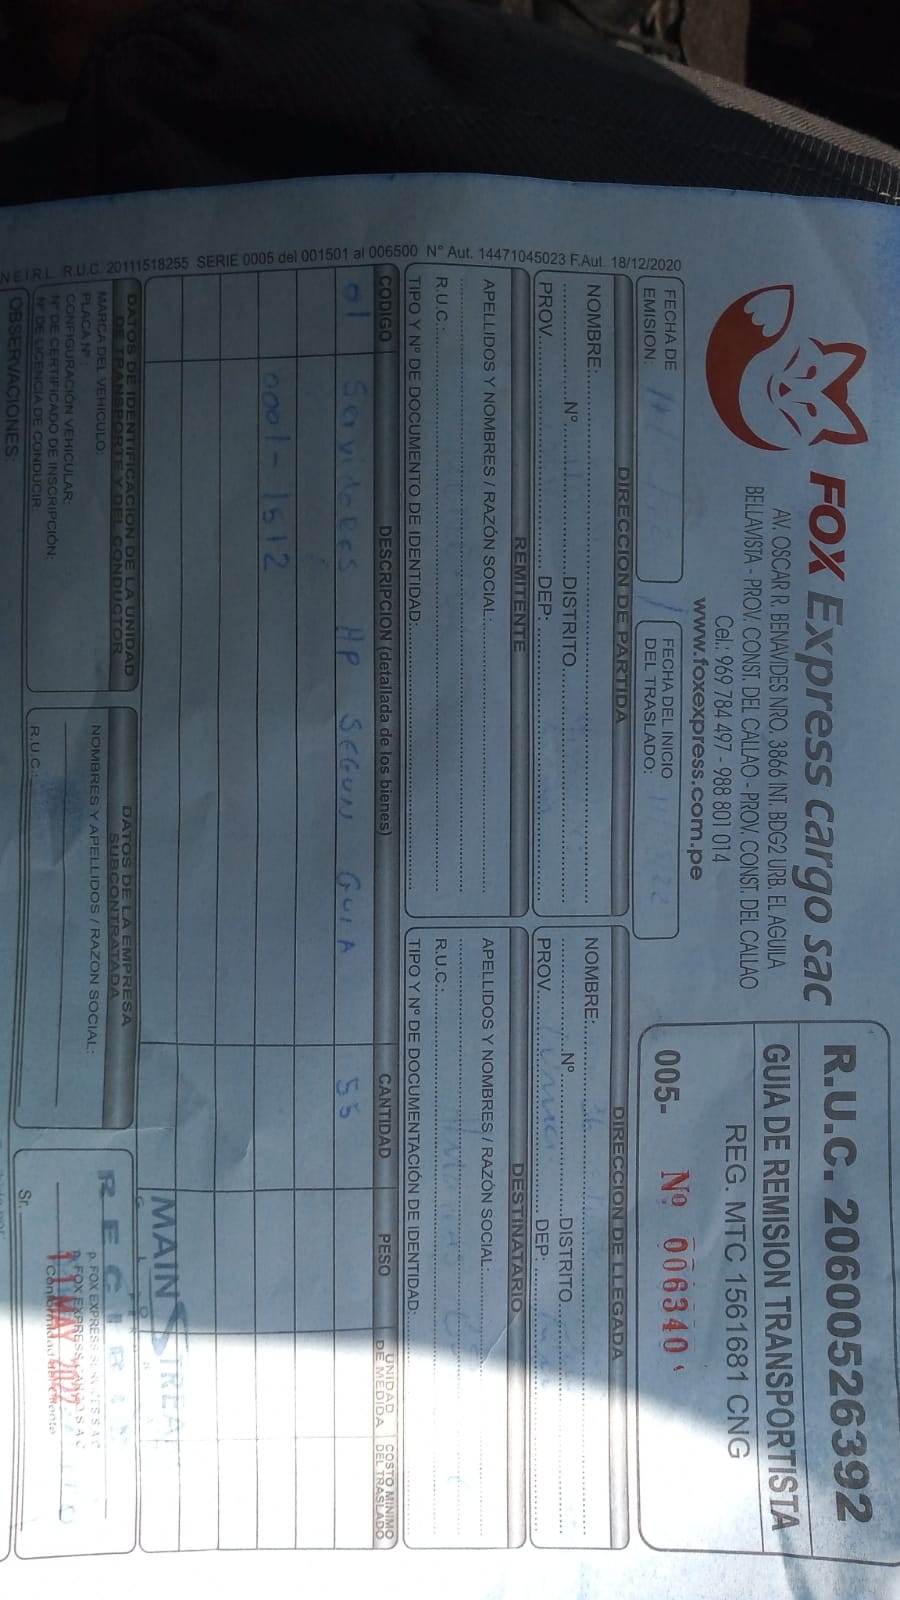 FOX Express cargo sac
AV. OSCAR R. BENAVIDES NRO. 3866 INT. BDG2 URB. EL AGUILA
BELLAVISTA - PROV. CONST. DEL CALLAO - PROV. CONST. DEL CALLAO
Cel.: 969 784 497 - 988 801 014
www.foxexpress.com.pe
R.U.C. 20600526392
GUIA DE REMISION TRANSPORTISTA
REG. MTC 1561681 CNG
005- Nº 006340
FECHA DE EMISION:
FECHA DEL INICIO DEL TRASLADO:
DIRECCION DE PARTIDA
NOMBRE:
Nº DISTRITO
PROV. DEP:
DIRECCION DE LLEGADA
NOMBRE:
Nº DISTRITO
PROV. DEP:
REMITENTE
APELLIDOS Y NOMBRES / RAZÓN SOCIAL:
R.U.C.:
TIPO Y Nº DE DOCUMENTO DE IDENTIDAD:
DESTINATARIO
APELLIDOS Y NOMBRES / RAZÓN SOCIAL:
R.U.C.:
TIPO Y Nº DE DOCUMENTACIÓN DE IDENTIDAD:
CODIGO DESCRIPCION (detallada de los bienes) CANTIDAD PESO UNIDAD DE MEDIDA COSTO MINIMO DEL TRASLADO
01 Servidores HP SEGUN GUIA 55
0001-1512
MAINSTREAM
DATOS DE IDENTIFICACION DE LA UNIDAD
DE TRANSPORTE Y DEL CONDUCTOR
MARCA DEL VEHICULO:
PLACA Nº:
CONFIGURACIÓN VEHICULAR:
Nº DE CERTIFICADO DE INSCRIPCIÓN:
Nº DE LICENCIA DE CONDUCIR:
DATOS DE LA EMPRESA
SUBCONTRATADA
NOMBRES Y APELLIDOS / RAZON SOCIAL:
R.U.C.:
11 MAY 2022
Conformidad del cliente
Sr.
OBSERVACIONES:
R.U.C. 20111518255 SERIE 0005 del 001501 al 006500 N° Aut. 14471045023 F.Aut. 18/12/2020